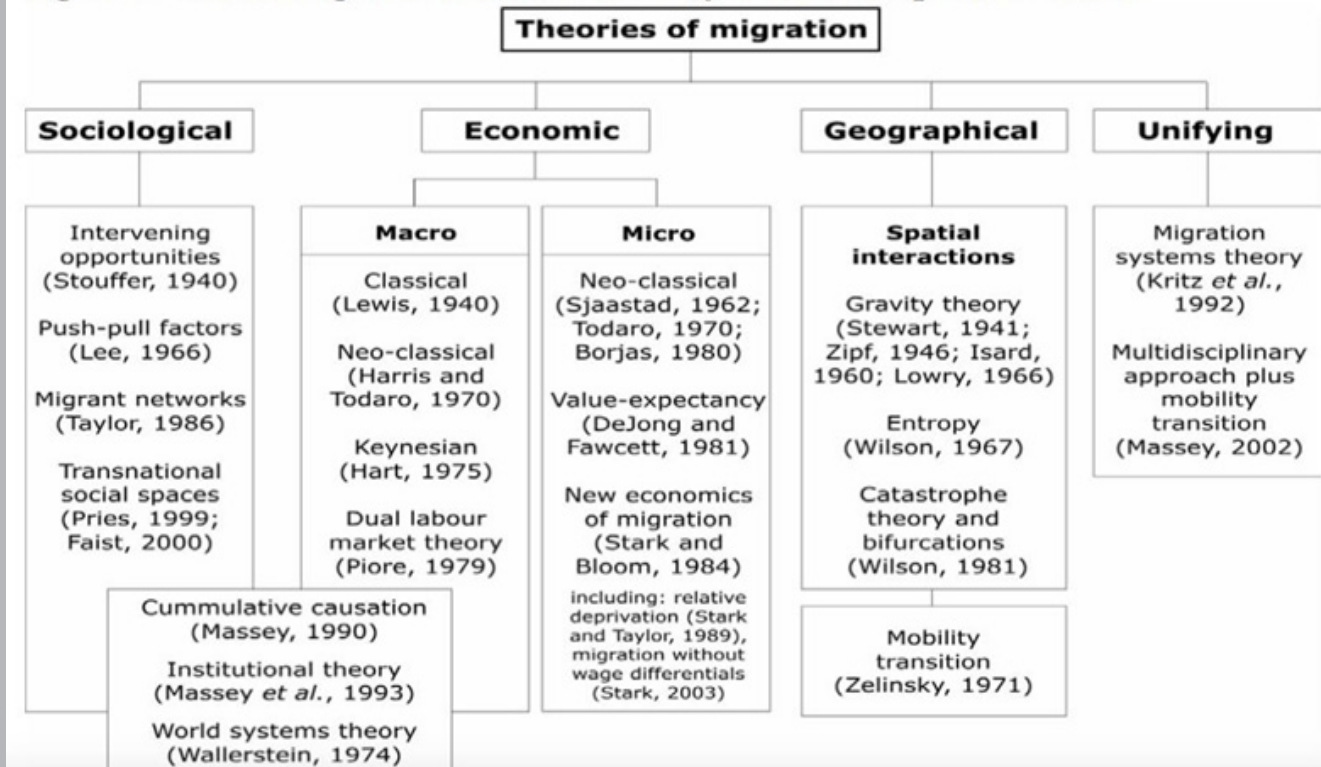 Theories of migration
Sociological
Intervening
opportunities
(Stouffer, 1940)
Push-pull factors
(Lee, 1966)
Migrant networks
(Taylor, 1986)
Transnational
social spaces
(Pries, 1999;
Faist, 2000)
Cummulative causation
(Massey, 1990)
Institutional theory
(Massey et al., 1993)
World systems theory
(Wallerstein, 1974)
Economic
Macro
Classical
(Lewis, 1940)
Neo-classical
(Harris and
Todaro, 1970)
Keynesian
(Hart, 1975)
Dual labour
market theory
(Piore, 1979)
Micro
Neo-classical
(Sjaastad, 1962;
Todaro, 1970;
Borjas, 1980)
Value-expectancy
(DeJong and
Fawcett, 1981)
New economics
of migration
(Stark and
Bloom, 1984)
including: relative
deprivation (Stark
and Taylor, 1989),
migration without
wage differentials
(Stark, 2003)
Geographical
Spatial
interactions
Gravity theory
(Stewart, 1941;
Zipf, 1946; Isard,
1960; Lowry, 1966)
Entropy
(Wilson, 1967)
Catastrophe
theory and
bifurcations
(Wilson, 1981)
Mobility
transition
(Zelinsky, 1971)
Unifying
Migration
systems theory
(Kritz et al.,
1992)
Multidisciplinary
approach plus
mobility
transition
(Massey, 2002)